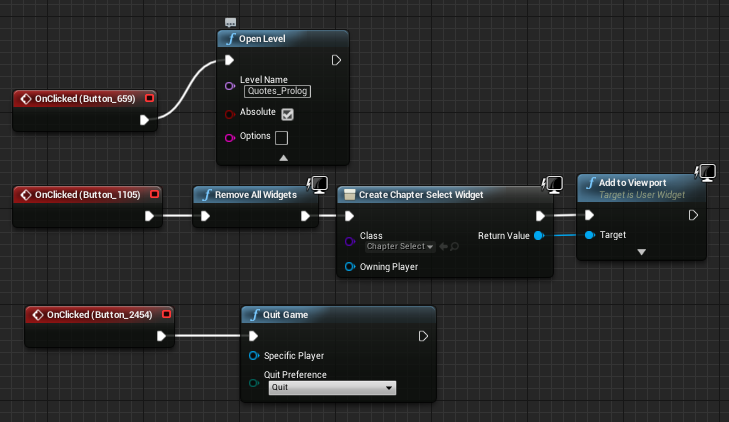 Open Level
Level Name
Quotes_Prolog
OnClicked (Button_659)
Absolute
Options
OnClicked (Button_1105)
Remove All Widgets
Create Chapter Select Widget
Class
Chapter Select
Return Value
Owning Player
Add to Viewport
Target is User Widget
Target
OnClicked (Button_2454)
Quit Game
Specific Player
Quit Preference
Quit